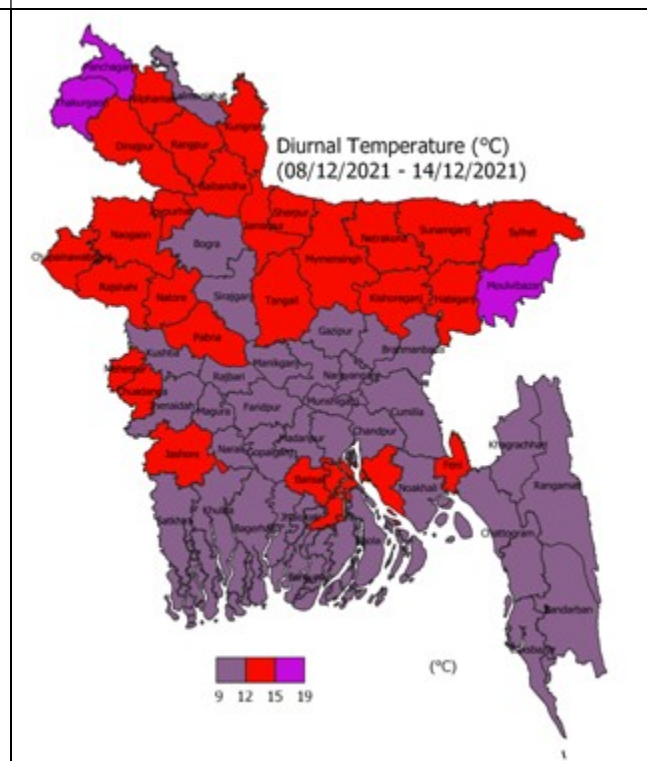 Panchagarh
Thakurgaon
Nilphamari
Lalmonirhat
Kurigram
Dinajpur
Rangpur
Diurnal Temperature (°C)
(08/12/2021 - 14/12/2021)
Gaibandha
Joypurhat
Naogaon
Bogra
Jamalpur
Sherpur
Mymensingh
Netrakona
Sunamganj
Sylhet
Chapainawabganj
Rajshahi
Natore
Sirajganj
Tangail
Kishoreganj
Habiganj
Moulvibazar
Pabna
Gazipur
Kushtia
Manikganj
Brahmanbaria
Meherpur
Chuadanga
Rajbari
Narayanganj
Jhenaidah
Magura
Faridpur
Munshiganj
Cumilla
Madaripur
Chandpur
Khagrachhari
Jashore
Narail
Gopalganj
Barisal
Noakhali
Feni
Rangamati
Satkhira
Khulna
Bagerhat
Bhola
Chattogram
Bandarban
(°C)
9 12 15 19